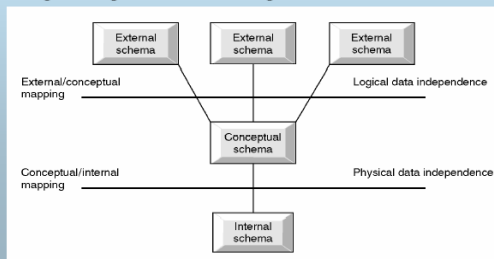 External
schema
External
schema
External
schema
External/conceptual
mapping
Logical data independence
Conceptual
schema
Conceptual/internal
mapping
Physical data independence
Internal
schema